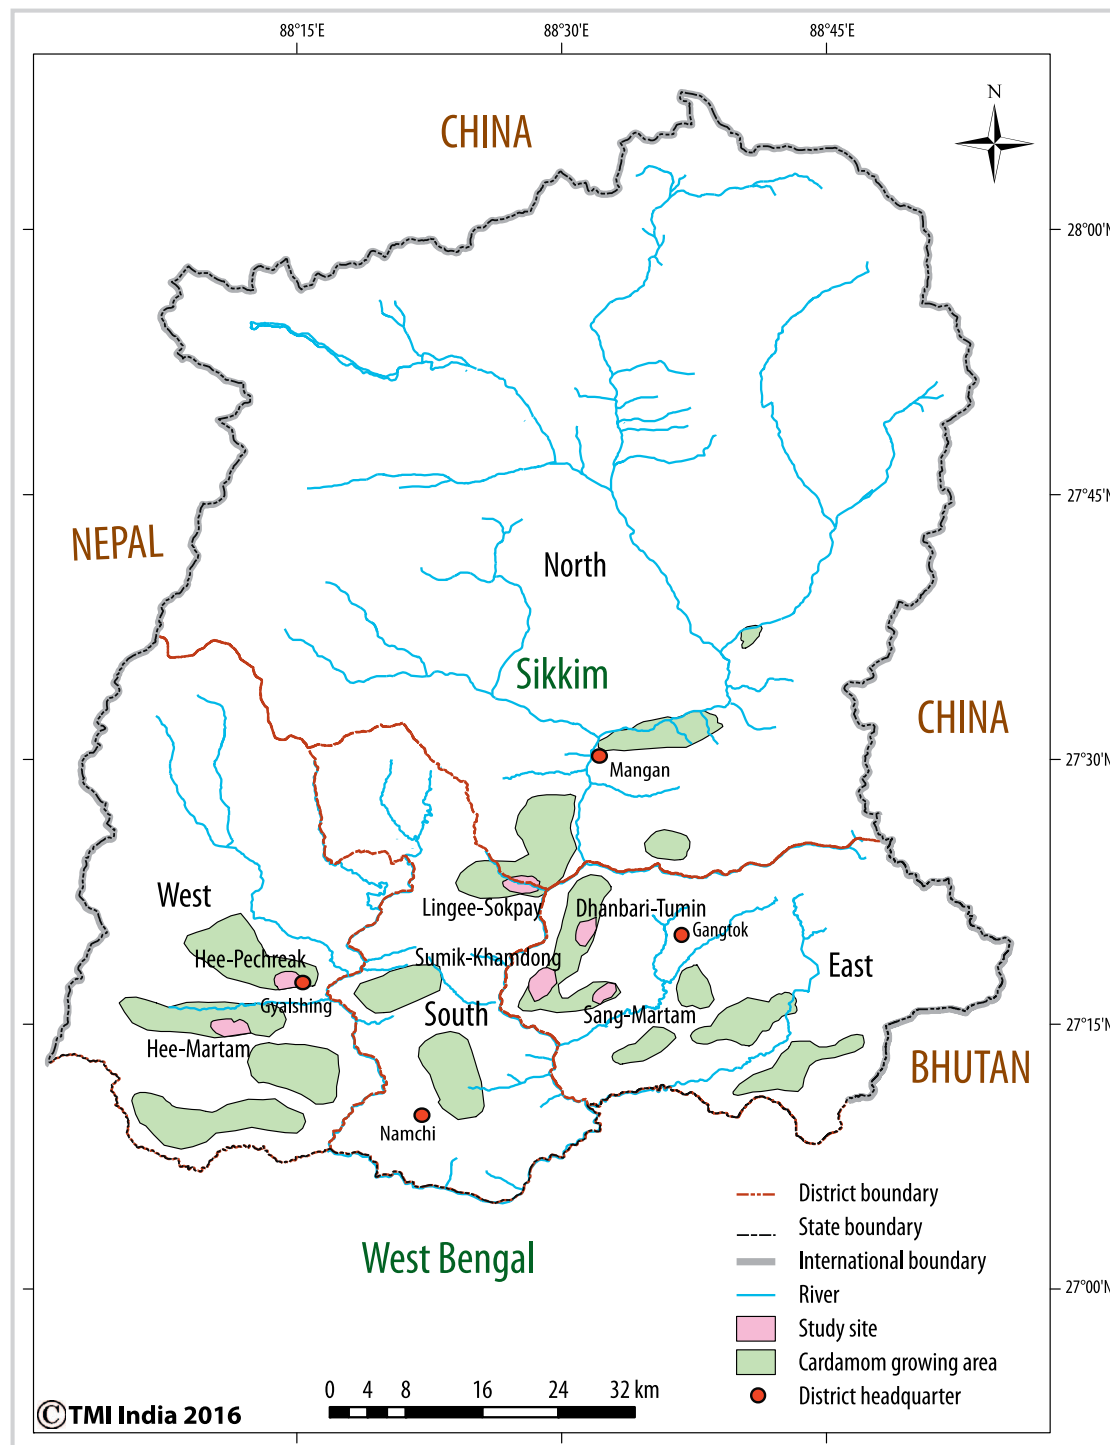 88°15'E
88°30'E
88°45'E
N
CHINA
28°00'N
NEPAL
27°45'N
North
Sikkim
CHINA
Mangan
27°30'N
West
Lingee-Sokpay
Dhanbari-Tumin
Gangtok
Hee-Pechreak
Sumik-Khamdong
East
Gyalshing
South
Sang-Martam
27°15'N
Hee-Martam
BHUTAN
Namchi
West Bengal
District boundary
State boundary
International boundary
27°00'N
River
Study site
Cardamom growing area
District headquarter
0 4 8 16 24 32 km
©TMI India 2016